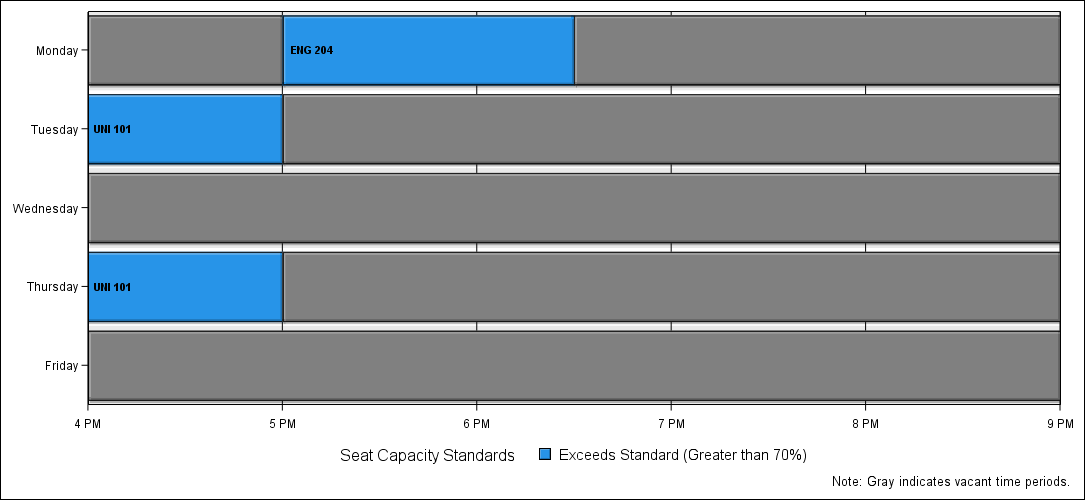 Monday
ENG 204
Tuesday
UNI 101
Wednesday
Thursday
UNI 101
Friday
4 PM 5 PM 6 PM 7 PM 8 PM 9 PM
Seat Capacity Standards Exceeds Standard (Greater than 70%)
Note: Gray indicates vacant time periods.